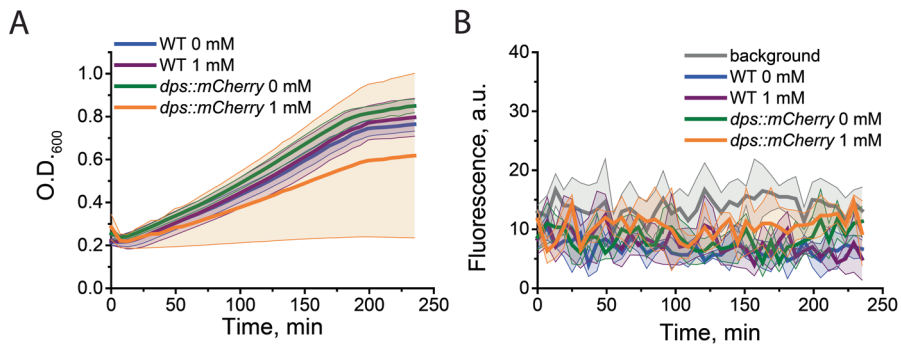 A
WT 0 mM
WT 1 mM
dps::mCherry 0 mM
dps::mCherry 1 mM
O.D.600
1.0
0.8
0.6
0.4
0.2
0.0
0 50 100 150 200 250
Time, min
B
background
WT 0 mM
WT 1 mM
dps::mCherry 0 mM
dps::mCherry 1 mM
Fluorescence, a.u.
40
30
20
10
0
0 50 100 150 200 250
Time, min